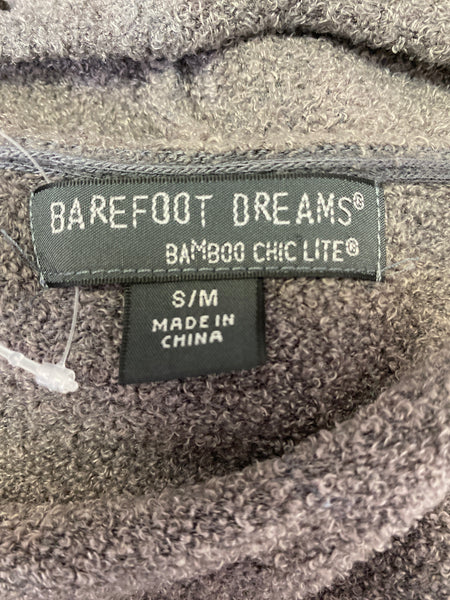 BAREFOOT DREAMS®
BAMBOO CHIC LITE®
S/M
MADE IN
CHINA